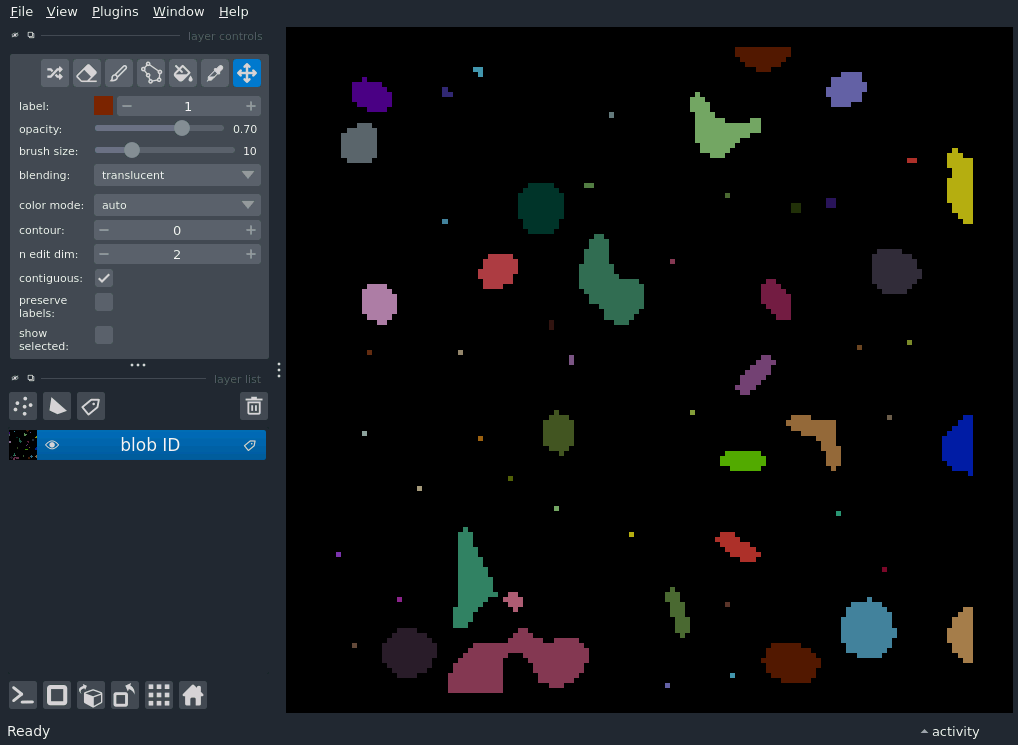 File View Plugins Window Help
layer controls
label: 1
opacity: 0.70
brush size: 10
blending: translucent
color mode: auto
contour: 0
n edit dim: 2
contiguous:
preserve
labels:
show
selected:
layer list
blob ID
Ready
activity